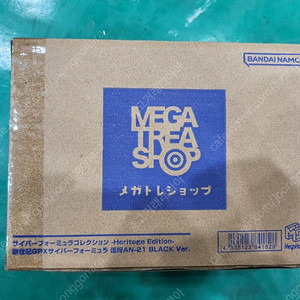 BANDAI NAMC
MEGA
TREA
SHOP
メガトレショップ
サイバーフォーミュラコレクション -Heritage Edition-
新世紀GPXサイバーフォーミュラ 凰呀AN-21 BLACK Ver.